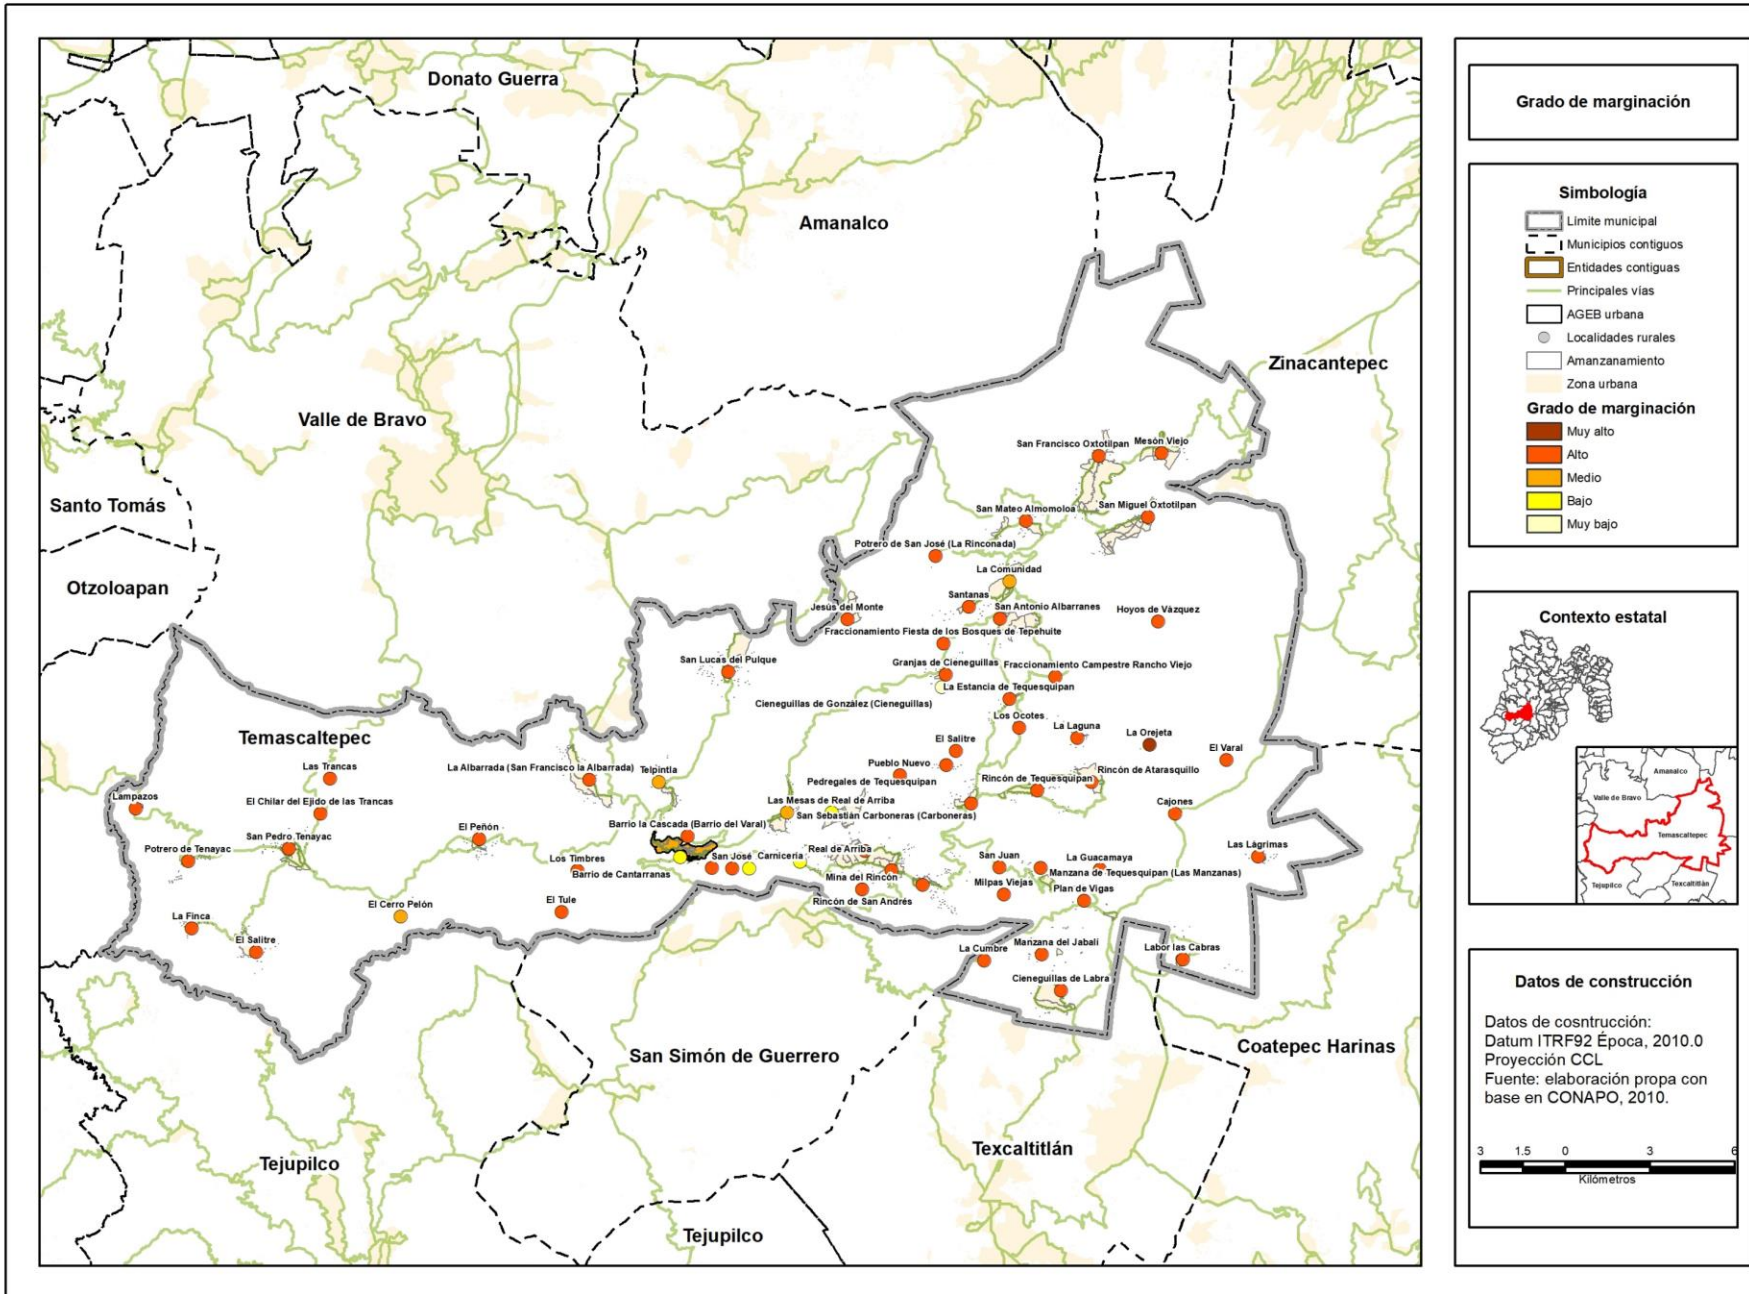 Donato Guerra
Amanalco
Zinacantepec
Valle de Bravo
Santo Tomás
Otzoloapan
San Francisco Oxtotilpan
Mesón Viejo
San Mateo Almomoloa
San Miguel Oxtotilpan
Potrero de San José (La Rinconada)
La Comunidad
Santanas
Jesús del Monte
San Antonio Albarranes
Hoyos de Vázquez
Fraccionamiento Fiesta de los Bosques de Tepehuite
San Lucas del Pulque
Granjas de Cieneguillas
Fraccionamiento Campestre Rancho Viejo
La Estancia de Tequesquipan
Cieneguillas de González (Cieneguillas)
Los Ocotes
La Laguna
La Orejeta
El Salitre
El Varal
Temascaltepec
Las Trancas
La Albarrada (San Francisco la Albarrada)
Telpintla
Pueblo Nuevo
Pedregales de Tequesquipan
Rincón de Tequesquipan
Rincón de Atarasquillo
Lampazos
El Chilar del Ejido de las Trancas
Las Mesas de Real de Arriba
San Sebastián Carboneras (Carboneras)
Cajones
El Peñón
Barrio la Cascada (Barrio del Varal)
San Pedro Tenayac
Potrero de Tenayac
Los Timbres
Barrio de Cantarranas
San José
Carnicería
Real de Arriba
Mina del Rincón
Rincón de San Andrés
San Juan
La Guacamaya
Manzana de Tequesquipan (Las Manzanas)
Las Lágrimas
Milpas Viejas
Plan de Vigas
El Cerro Pelón
El Tule
La Finca
El Salitre
La Cumbre
Manzana del Jabalí
Labor las Cabras
Cieneguillas de Labra
San Simón de Guerrero
Coatepec Harinas
Texcaltitlán
Tejupilco
Tejupilco
Grado de marginación
Simbología
Límite municipal
Municipios contiguos
Entidades contiguas
Principales vías
AGEB urbana
Localidades rurales
Amanzanamiento
Zona urbana
Grado de marginación
Muy alto
Alto
Medio
Bajo
Muy bajo
Contexto estatal
Amanalco
Valle de Bravo
Temascaltepec
Tejupilco
Texcaltitlán
Datos de construcción
Datos de cosntrucción:
Datum ITRF92 Época, 2010.0
Proyección CCL
Fuente: elaboración propa con
base en CONAPO, 2010.
3 1.5 0 3 6
Kilómetros